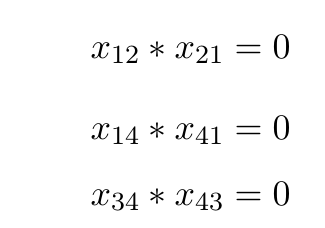 x₁₂ * x₂₁ = 0
x₁₄ * x₄₁ = 0
x₃₄ * x₄₃ = 0